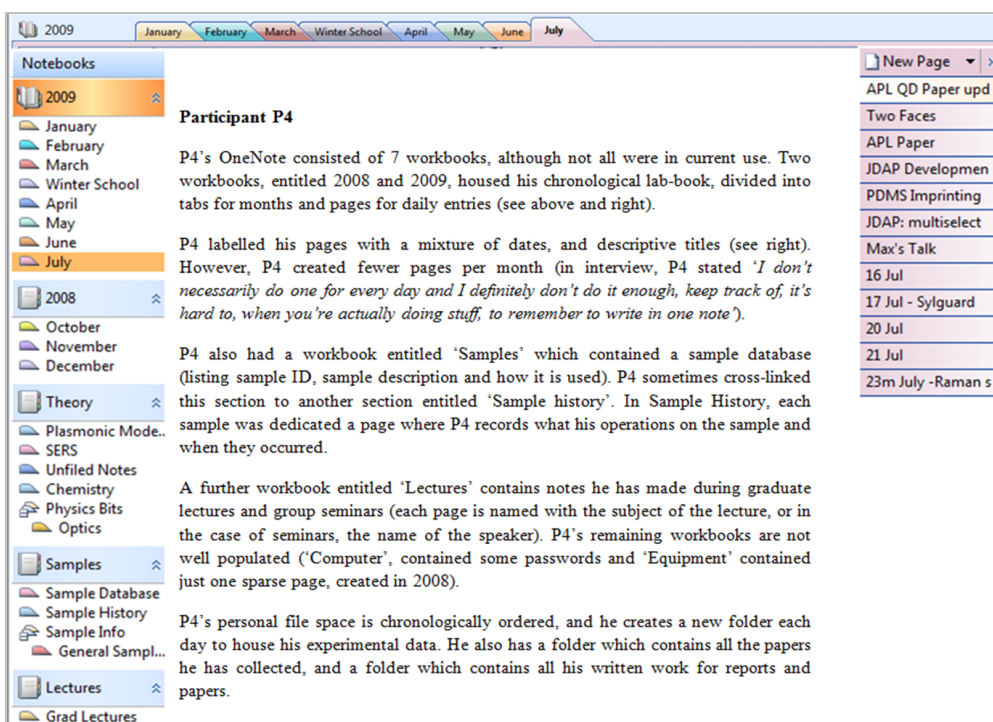 2009
January February March Winter School April May June July
Notebooks
2009
January
February
March
Winter School
April
May
June
July
2008
October
November
December
Theory
Plasmonic Mode..
SERS
Unfiled Notes
Chemistry
Physics Bits
Optics
Samples
Sample Database
Sample History
Sample Info
General Sampl...
Lectures
Grad Lectures
Participant P4
P4's OneNote consisted of 7 workbooks, although not all were in current use. Two
workbooks, entitled 2008 and 2009, housed his chronological lab-book, divided into
tabs for months and pages for daily entries (see above and right).
P4 labelled his pages with a mixture of dates, and descriptive titles (see right).
However, P4 created fewer pages per month (in interview, P4 stated ‘I don't
necessarily do one for every day and I definitely don't do it enough, keep track of, it's
hard to, when you're actually doing stuff, to remember to write in one note’).
P4 also had a workbook entitled ‘Samples’ which contained a sample database
(listing sample ID, sample description and how it is used). P4 sometimes cross-linked
this section to another section entitled ‘Sample history’. In Sample History, each
sample was dedicated a page where P4 records what his operations on the sample and
when they occurred.
A further workbook entitled ‘Lectures’ contains notes he has made during graduate
lectures and group seminars (each page is named with the subject of the lecture, or in
the case of seminars, the name of the speaker). P4's remaining workbooks are not
well populated (‘Computer’, contained some passwords and ‘Equipment’ contained
just one sparse page, created in 2008).
P4's personal file space is chronologically ordered, and he creates a new folder each
day to house his experimental data. He also has a folder which contains all the papers
he has collected, and a folder which contains all his written work for reports and
papers.
New Page
APL QD Paper upd
Two Faces
APL Paper
JDAP Developmen
PDMS Imprinting
JDAP: multiselect
Max's Talk
16 Jul
17 Jul - Sylguard
20 Jul
21 Jul
23m July -Raman s